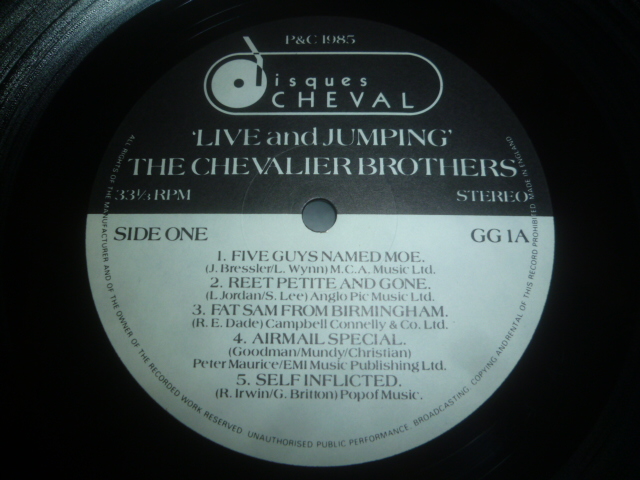 P&C 1985
Disques
CHEVAL
'LIVE and JUMPING'
THE CHEVALIER BROTHERS
33⅓ RPM
STEREO
SIDE ONE
GG 1A
1. FIVE GUYS NAMED MOE.
(J. Bressler/L. Wynn) M.C.A. Music Ltd.
2. REET PETITE AND GONE.
(L Jordan/S. Lee) Anglo Pic Music Ltd.
3. FAT SAM FROM BIRMINGHAM.
(R. E. Dade) Campbell Connelly & Co. Ltd.
4. AIRMAIL SPECIAL.
(Goodman/Mundy/Christian)
Peter Maurice/EMI Music Publishing Ltd.
5. SELF INFLICTED.
(R. Irwin/G. Britton) Popof Music.
ALL RIGHTS OF THE MANUFACTURER AND OF THE OWNER OF THE RECORDED WORK RESERVED. UNAUTHORISED PUBLIC PERFORMANCE, BROADCASTING, COPYING AND RENTAL OF THIS RECORD PROHIBITED. MADE IN ENGLAND